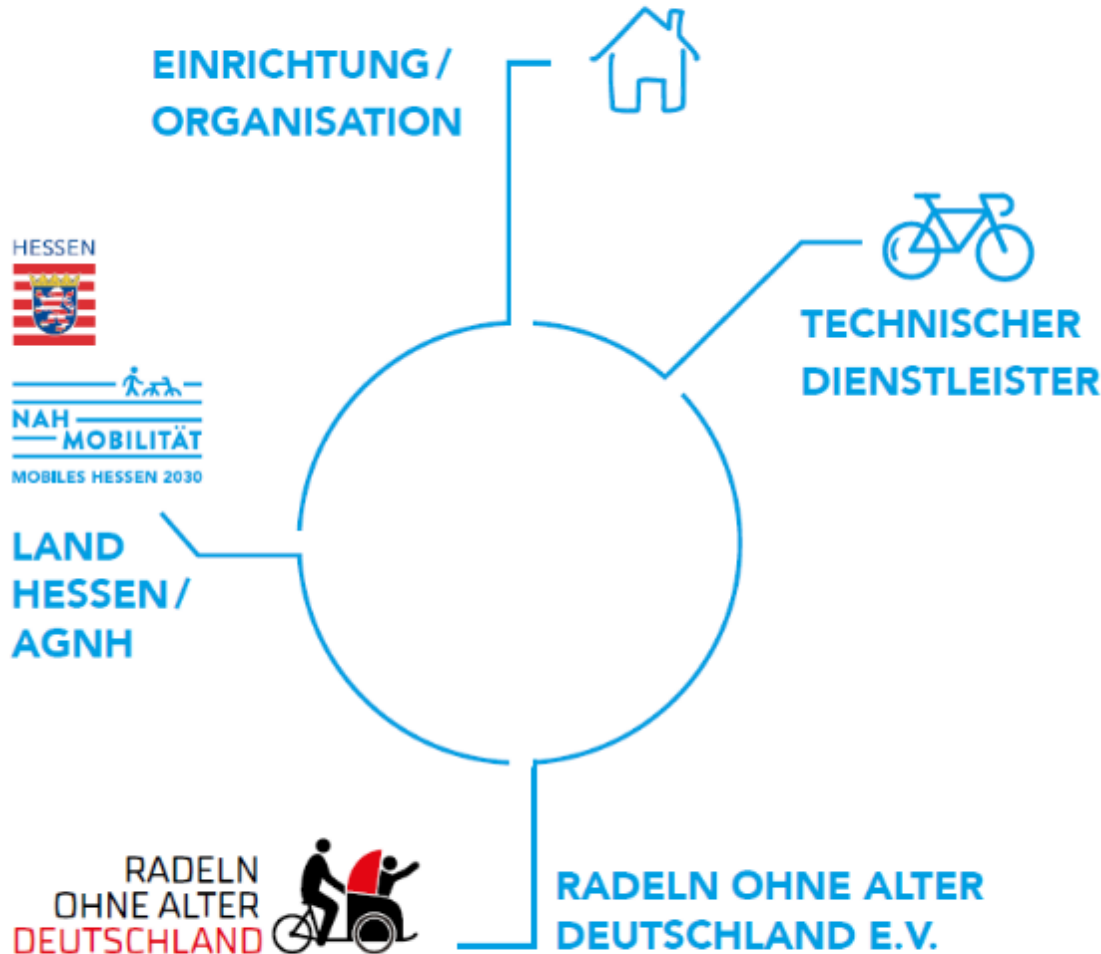 EINRICHTUNG /
ORGANISATION
TECHNISCHER
DIENSTLEISTER
HESSEN
NAH
MOBILITÄT
MOBILES HESSEN 2030
LAND
HESSEN /
AGNH
RADELN
OHNE ALTER
DEUTSCHLAND
RADELN OHNE ALTER
DEUTSCHLAND E.V.